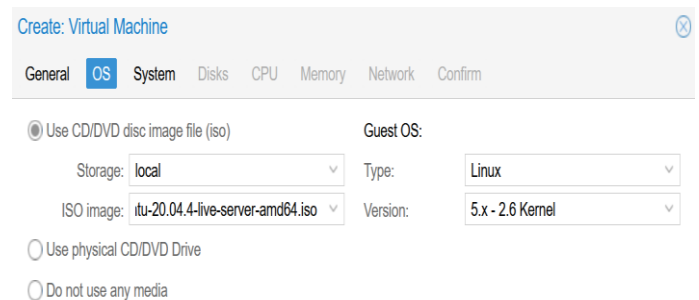 Create: Virtual Machine
General OS System Disks CPU Memory Network Confirm
Use CD/DVD disc image file (iso) Guest OS:
Storage: local Type: Linux
ISO image: tu-20.04.4-live-server-amd64.iso Version: 5.x - 2.6 Kernel
Use physical CD/DVD Drive
Do not use any media